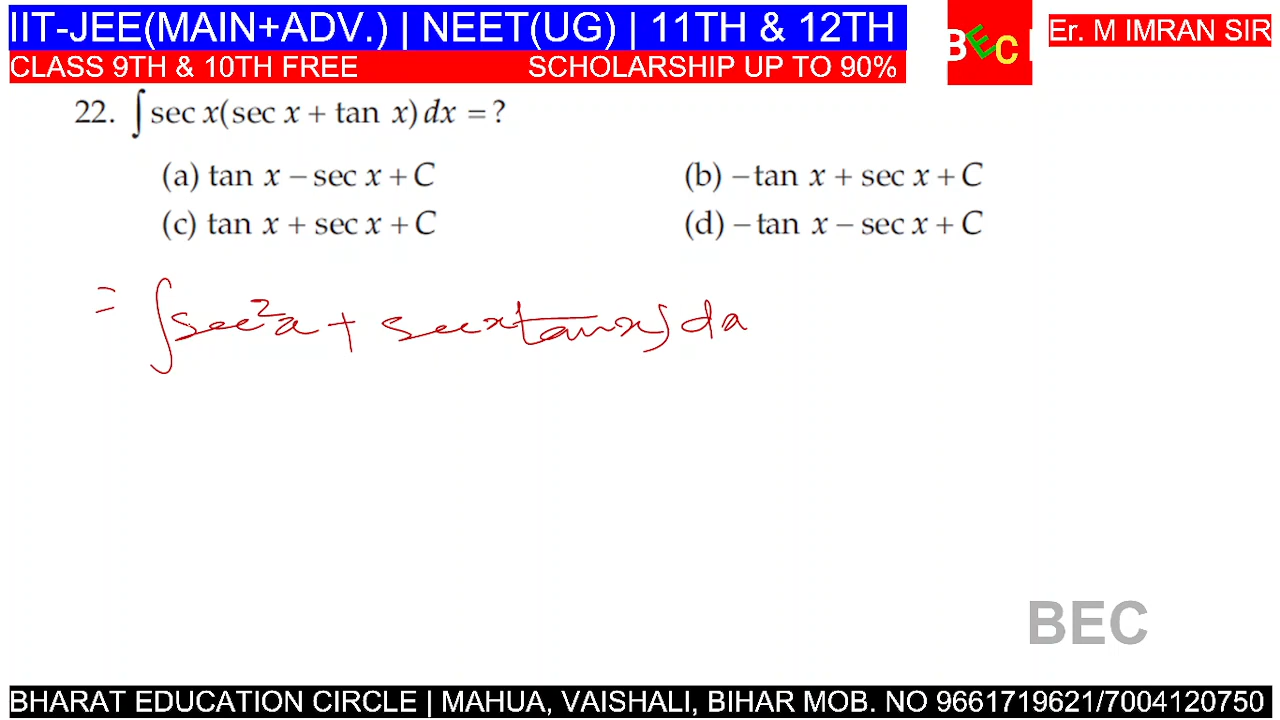 IIT-JEE(MAIN+ADV.) | NEET(UG) | 11TH & 12TH
CLASS 9TH & 10TH FREE SCHOLARSHIP UP TO 90%
BEC
Er. M IMRAN SIR
22. ∫ sec x(sec x + tan x) dx = ?
(a) tan x − sec x + C (b) −tan x + sec x + C
(c) tan x + sec x + C (d) −tan x − sec x + C
= ∫ sec²x + secxtanx) dx
BEC
BHARAT EDUCATION CIRCLE | MAHUA, VAISHALI, BIHAR MOB. NO 9661719621/7004120750